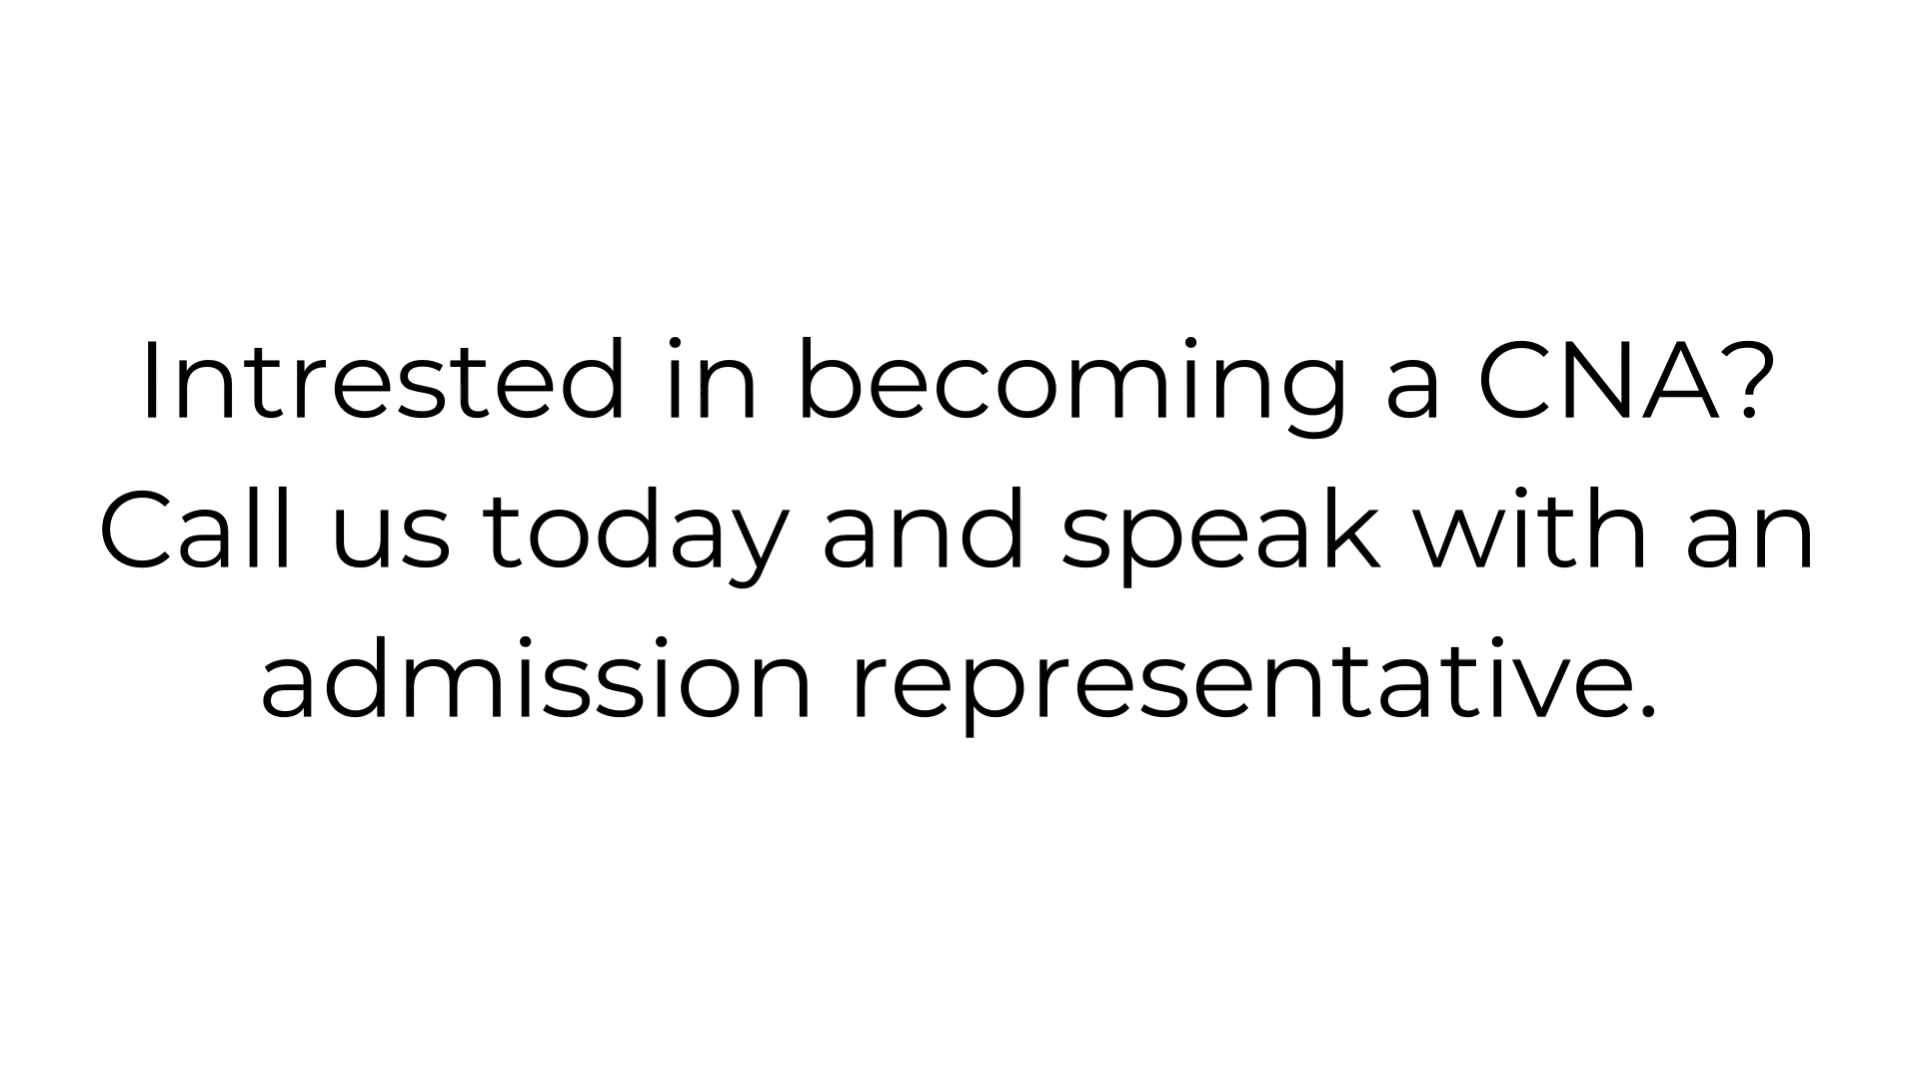 Intrested in becoming a CNA?
Call us today and speak with an
admission representative.